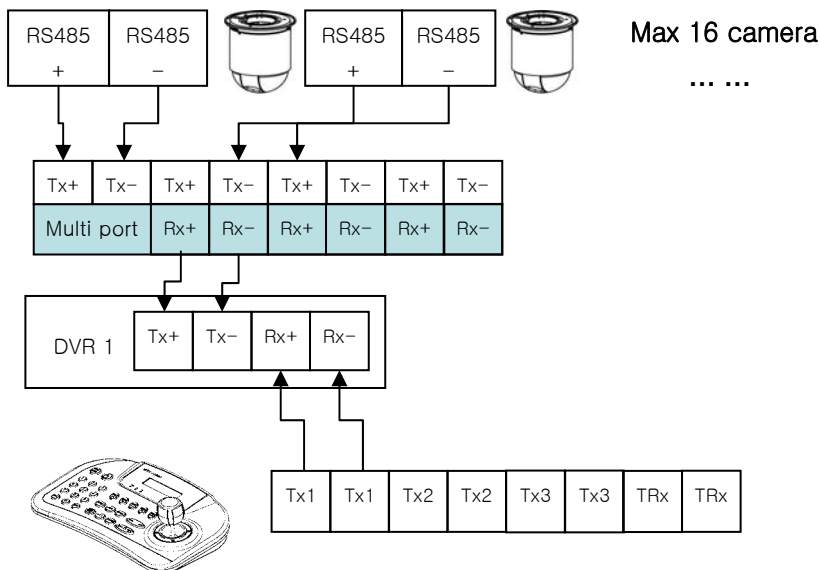 RS485 RS485 RS485 RS485 Max 16 camera
+ − + − ... ...
Tx+ Tx− Tx+ Tx− Tx+ Tx− Tx+ Tx−
Multi port Rx+ Rx− Rx+ Rx− Rx+ Rx−
DVR 1 Tx+ Tx− Rx+ Rx−
Tx1 Tx1 Tx2 Tx2 Tx3 Tx3 TRx TRx